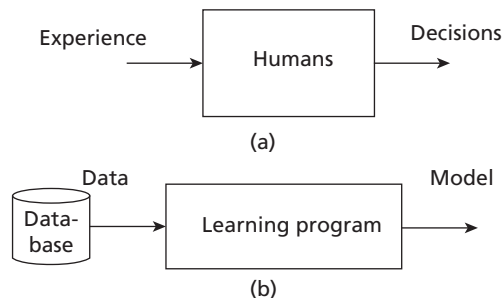 Experience
Decisions
Humans
(a)
Data
Model
Data-
base
Learning program
(b)